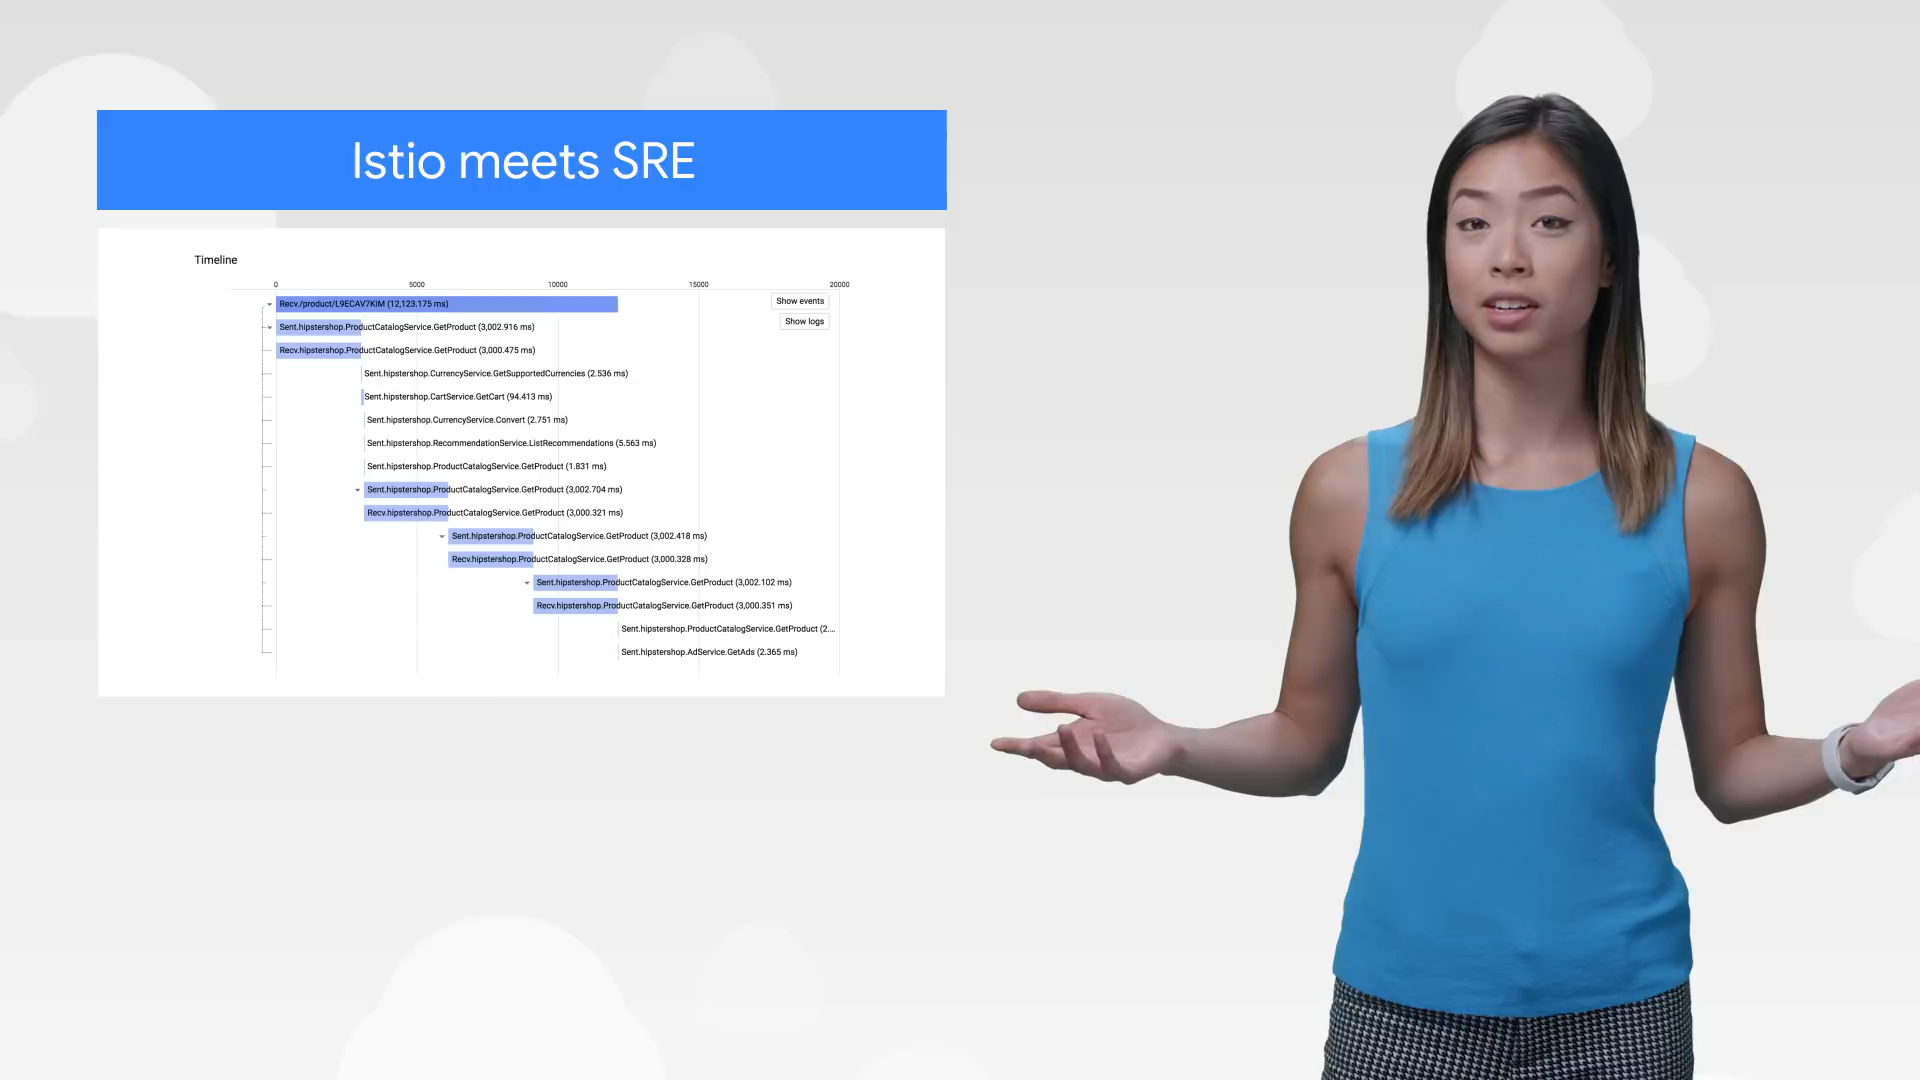 Istio meets SRE
Timeline
0 5000 10000 15000 20000
Recv./product/L9ECAV7KIM (12,123.175 ms)
Show events
Sent.hipstershop.ProductCatalogService.GetProduct (3,002.916 ms)
Show logs
Recv.hipstershop.ProductCatalogService.GetProduct (3,000.475 ms)
Sent.hipstershop.CurrencyService.GetSupportedCurrencies (2.536 ms)
Sent.hipstershop.CartService.GetCart (94.413 ms)
Sent.hipstershop.CurrencyService.Convert (2.751 ms)
Sent.hipstershop.RecommendationService.ListRecommendations (5.563 ms)
Sent.hipstershop.ProductCatalogService.GetProduct (1.831 ms)
Sent.hipstershop.ProductCatalogService.GetProduct (3,002.704 ms)
Recv.hipstershop.ProductCatalogService.GetProduct (3,000.321 ms)
Sent.hipstershop.ProductCatalogService.GetProduct (3,002.418 ms)
Recv.hipstershop.ProductCatalogService.GetProduct (3,000.328 ms)
Sent.hipstershop.ProductCatalogService.GetProduct (3,002.102 ms)
Recv.hipstershop.ProductCatalogService.GetProduct (3,000.351 ms)
Sent.hipstershop.ProductCatalogService.GetProduct (2....
Sent.hipstershop.AdService.GetAds (2.365 ms)